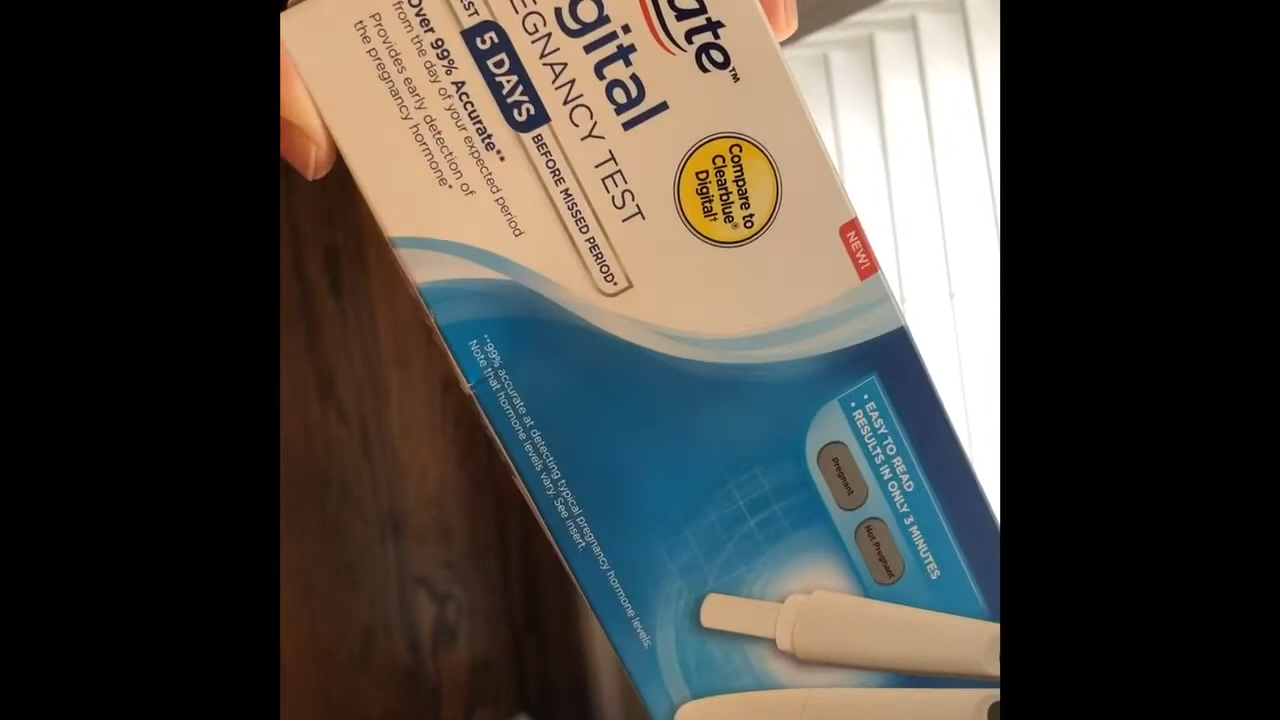 ate™
gital
EGNANCY TEST
EST 5 DAYS BEFORE MISSED PERIOD*
Over 99% Accurate**
from the day of your expected period
Provides early detection of
the pregnancy hormone*
Compare to
Clearblue®
Digital†
NEW!
• EASY TO READ
• RESULTS IN ONLY 3 MINUTES
Pregnant
Not Pregnant
**99% accurate at detecting typical pregnancy hormone levels.
Note that hormone levels vary. See insert.